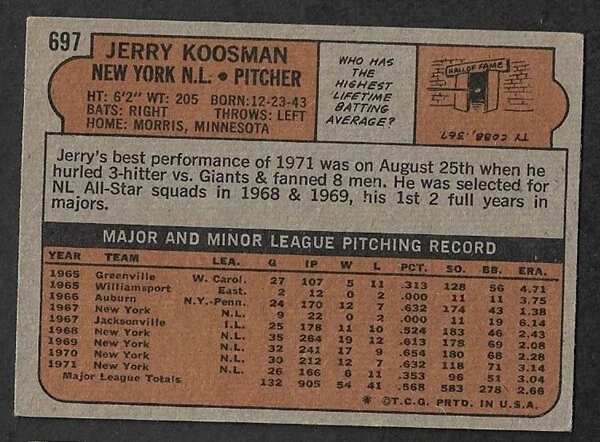 697
JERRY KOOSMAN
NEW YORK N.L. • PITCHER
HT: 6'2" WT: 205 BORN: 12-23-43
BATS: RIGHT THROWS: LEFT
HOME: MORRIS, MINNESOTA
WHO HAS
THE
HIGHEST
LIFETIME
BATTING
AVERAGE?
HALL OF FAME
TY COBB, .367
Jerry's best performance of 1971 was on August 25th when he
hurled 3-hitter vs. Giants & fanned 8 men. He was selected for
NL All-Star squads in 1968 & 1969, his 1st 2 full years in
majors.
MAJOR AND MINOR LEAGUE PITCHING RECORD
YEAR TEAM LEA. G IP W L PCT. SO. BB. ERA.
1965 Greenville W. Carol. 27 107 5 11 .313 128 56 4.71
1965 Williamsport East. 2 12 0 2 .000 11 11 3.75
1966 Auburn N.Y.-Penn. 24 170 12 7 .632 174 43 1.38
1967 New York N.L. 9 22 0 2 .000 11 19 6.14
1967 Jacksonville I.L. 25 178 11 10 .524 183 46 2.43
1968 New York N.L. 35 264 19 12 .613 178 69 2.08
1969 New York N.L. 32 241 17 9 .654 180 68 2.28
1970 New York N.L. 30 212 12 7 .632 118 71 3.14
1971 New York N.L. 26 166 6 11 .353 96 51 3.04
Major League Totals 132 905 54 41 .568 583 278 2.66
* ©T.C.G. PRTD. IN U.S.A.